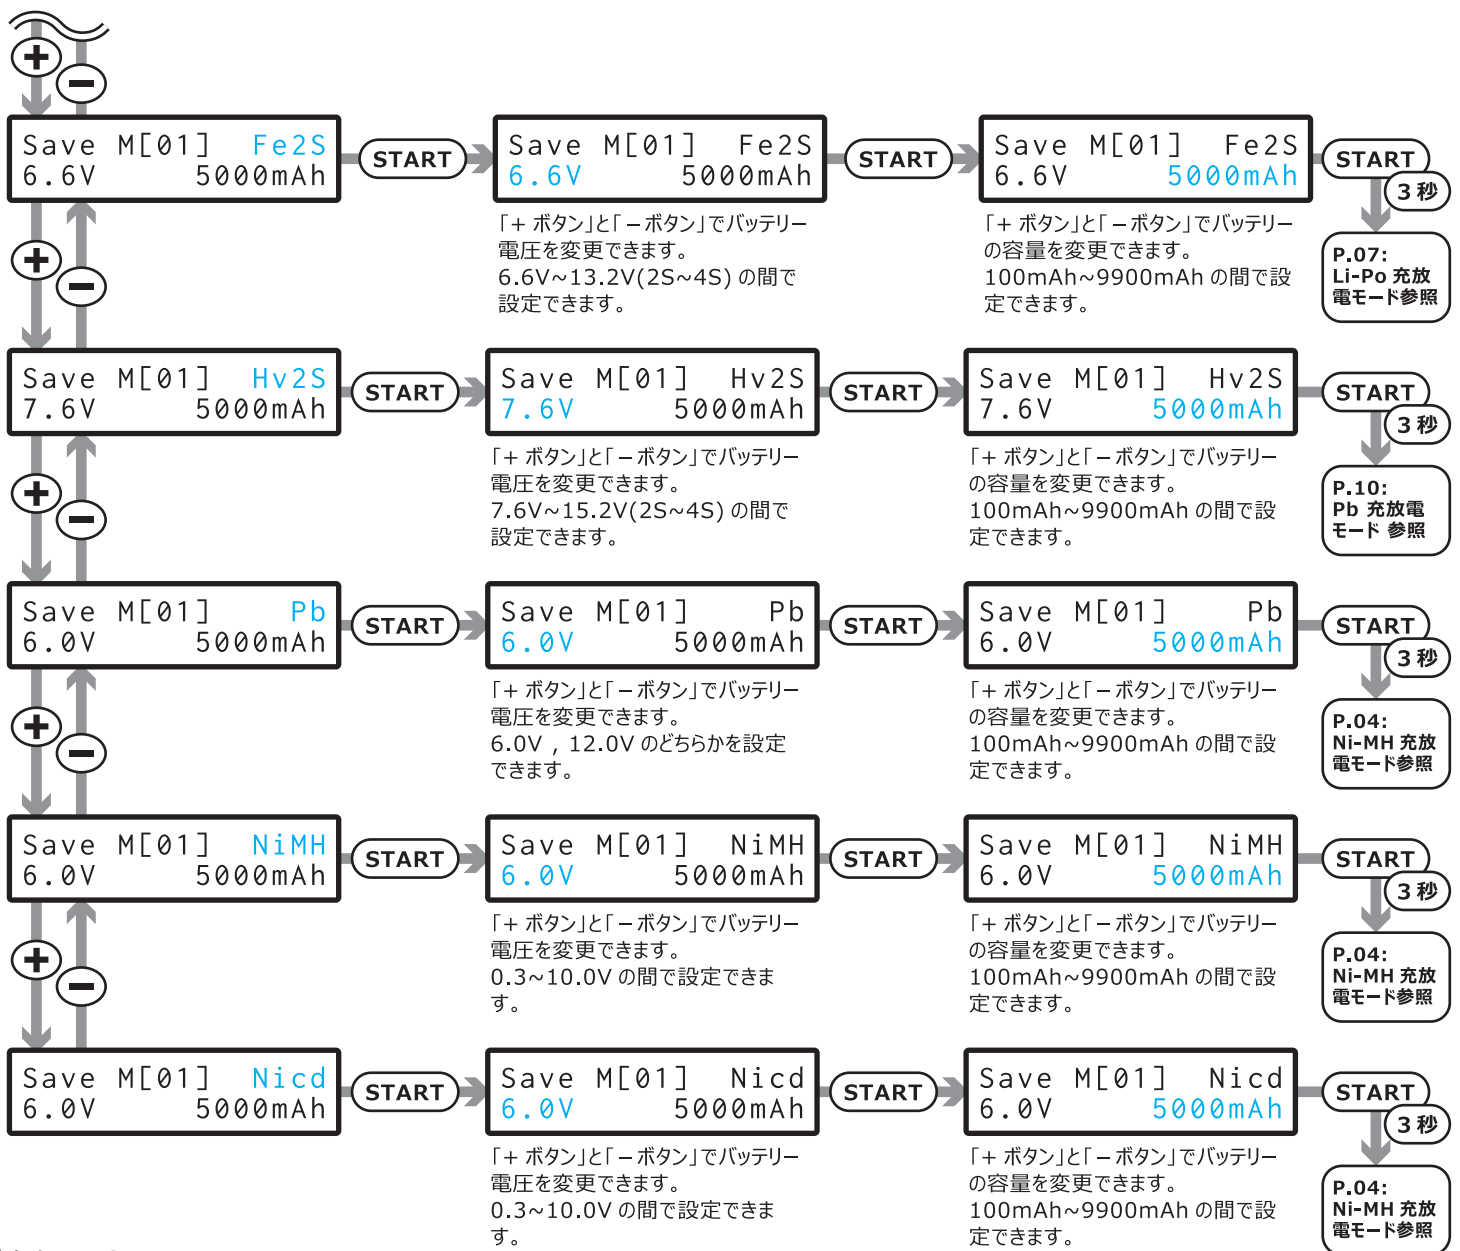 +
−
Save M[01] Fe2S
6.6V 5000mAh
START
Save M[01] Fe2S
6.6V 5000mAh
START
Save M[01] Fe2S
6.6V 5000mAh
START
3秒
「+ ボタン」と「−ボタン」でバッテリー
電圧を変更できます。
6.6V~13.2V(2S~4S) の間で
設定できます。
「+ ボタン」と「−ボタン」でバッテリー
の容量を変更できます。
100mAh~9900mAh の間で設
定できます。
P.07:
Li-Po 充放
電モード参照
+
−
Save M[01] Hv2S
7.6V 5000mAh
START
Save M[01] Hv2S
7.6V 5000mAh
START
Save M[01] Hv2S
7.6V 5000mAh
START
3秒
「+ ボタン」と「−ボタン」でバッテリー
電圧を変更できます。
7.6V~15.2V(2S~4S) の間で
設定できます。
「+ ボタン」と「−ボタン」でバッテリー
の容量を変更できます。
100mAh~9900mAh の間で設
定できます。
P.10:
Pb 充放電
モード 参照
+
−
Save M[01] Pb
6.0V 5000mAh
START
Save M[01] Pb
6.0V 5000mAh
START
Save M[01] Pb
6.0V 5000mAh
START
3秒
「+ ボタン」と「−ボタン」でバッテリー
電圧を変更できます。
6.0V , 12.0V のどちらかを設定
できます。
「+ ボタン」と「−ボタン」でバッテリー
の容量を変更できます。
100mAh~9900mAh の間で設
定できます。
P.04:
Ni-MH 充放
電モード参照
+
−
Save M[01] NiMH
6.0V 5000mAh
START
Save M[01] NiMH
6.0V 5000mAh
START
Save M[01] NiMH
6.0V 5000mAh
START
3秒
「+ ボタン」と「−ボタン」でバッテリー
電圧を変更できます。
0.3~10.0V の間で設定できま
す。
「+ ボタン」と「−ボタン」でバッテリー
の容量を変更できます。
100mAh~9900mAh の間で設
定できます。
P.04:
Ni-MH 充放
電モード参照
+
−
Save M[01] Nicd
6.0V 5000mAh
START
Save M[01] Nicd
6.0V 5000mAh
START
Save M[01] Nicd
6.0V 5000mAh
START
3秒
「+ ボタン」と「−ボタン」でバッテリー
電圧を変更できます。
0.3~10.0V の間で設定できま
す。
「+ ボタン」と「−ボタン」でバッテリー
の容量を変更できます。
100mAh~9900mAh の間で設
定できます。
P.04:
Ni-MH 充放
電モード参照